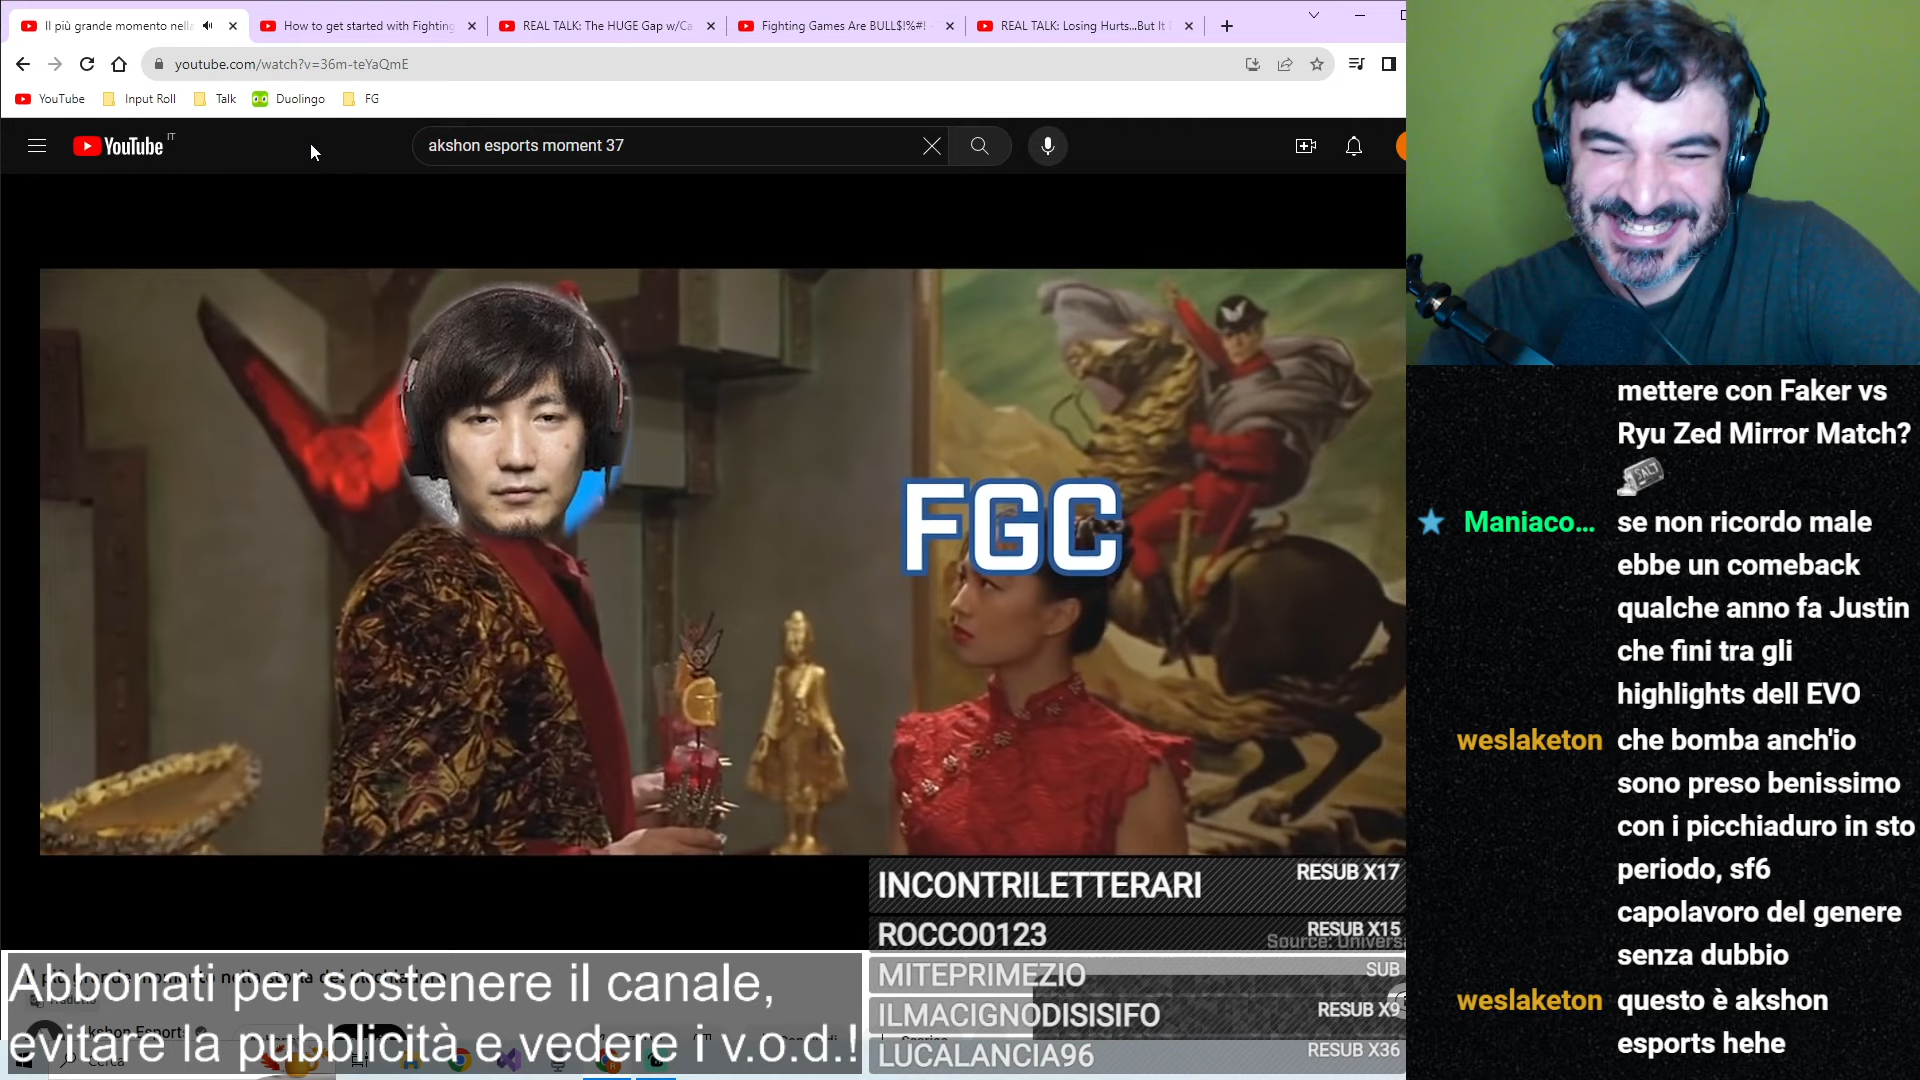 Il più grande momento nella
How to get started with Fighting
REAL TALK: The HUGE Gap w/Ca
Fighting Games Are BULL$!%#! -
REAL TALK: Losing Hurts...But It
youtube.com/watch?v=36m-teYaQmE
YouTube
Input Roll
Talk
Duolingo
FG
YouTube IT
akshon esports moment 37
FGC
mettere con Faker vs
Ryu Zed Mirror Match?
SALT
Maniaco... se non ricordo male
ebbe un comeback
qualche anno fa Justin
che fini tra gli
highlights dell EVO
weslaketon che bomba anch'io
sono preso benissimo
con i picchiaduro in sto
periodo, sf6
capolavoro del genere
senza dubbio
weslaketon questo è akshon
esports hehe
INCONTRILETTERARI RESUB X17
ROCCO0123 RESUB X15
Source: Univers
MITEPRIMEZIO SUB
ILMACIGNODISISIFO RESUB X9
LUCALANCIA96 RESUB X36
Abbonati per sostenere il canale,
evitare la pubblicità e vedere i v.o.d.!
Cerca